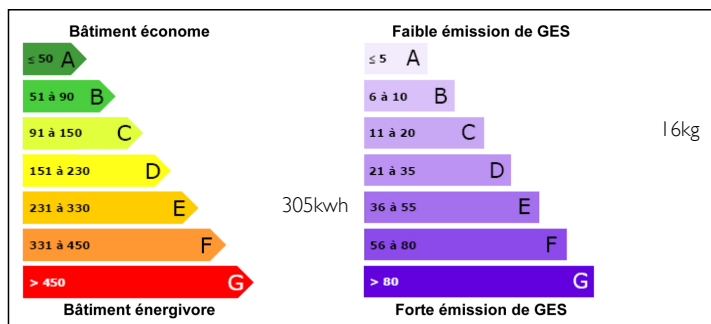 Bâtiment économe
≤ 50 A
51 à 90 B
91 à 150 C
151 à 230 D
231 à 330 E
305kwh
331 à 450 F
> 450 G
Bâtiment énergivore
Faible émission de GES
≤ 5 A
6 à 10 B
11 à 20 C
16kg
21 à 35 D
36 à 55 E
56 à 80 F
> 80 G
Forte émission de GES